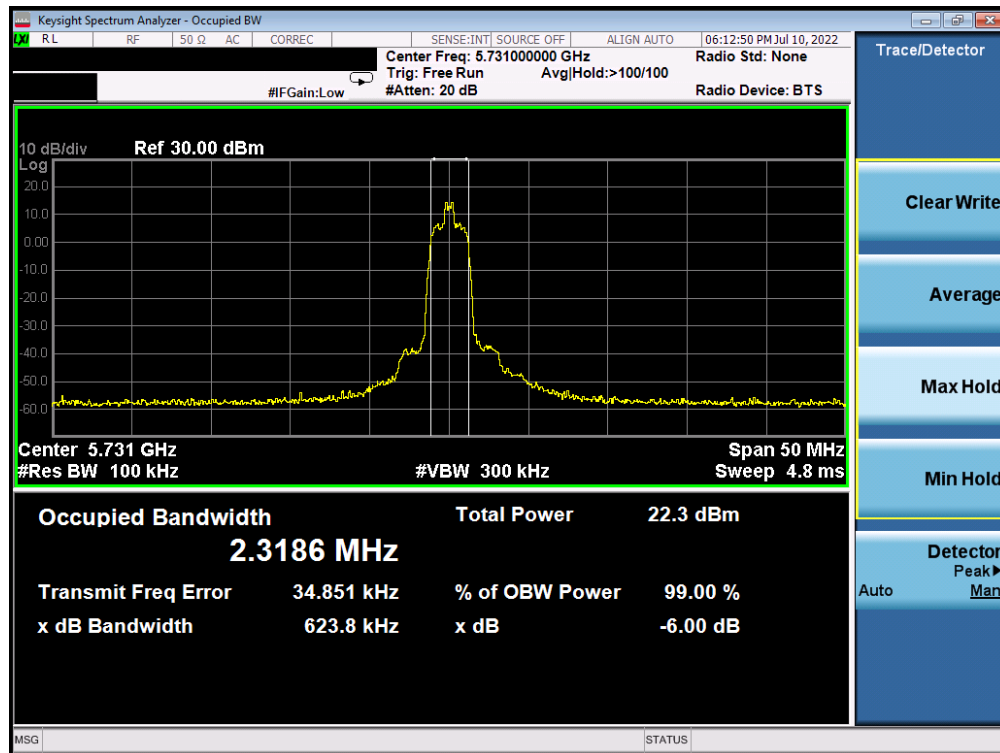 Keysight Spectrum Analyzer - Occupied BW
LXI RL RF 50 Ω AC CORREC SENSE:INT SOURCE OFF ALIGN AUTO 06:12:50 PM Jul 10, 2022
Center Freq: 5.731000000 GHz Radio Std: None
Trig: Free Run Avg|Hold:>100/100
#IFGain:Low #Atten: 20 dB Radio Device: BTS
10 dB/div Ref 30.00 dBm
Log
20.0
10.0
0.00
-10.0
-20.0
-30.0
-40.0
-50.0
-60.0
Center 5.731 GHz Span 50 MHz
#Res BW 100 kHz #VBW 300 kHz Sweep 4.8 ms
Occupied Bandwidth Total Power 22.3 dBm
2.3186 MHz
Transmit Freq Error 34.851 kHz % of OBW Power 99.00 %
x dB Bandwidth 623.8 kHz x dB -6.00 dB
MSG STATUS
Trace/Detector
Clear Write
Average
Max Hold
Min Hold
Detector
Peak▶
Auto Man